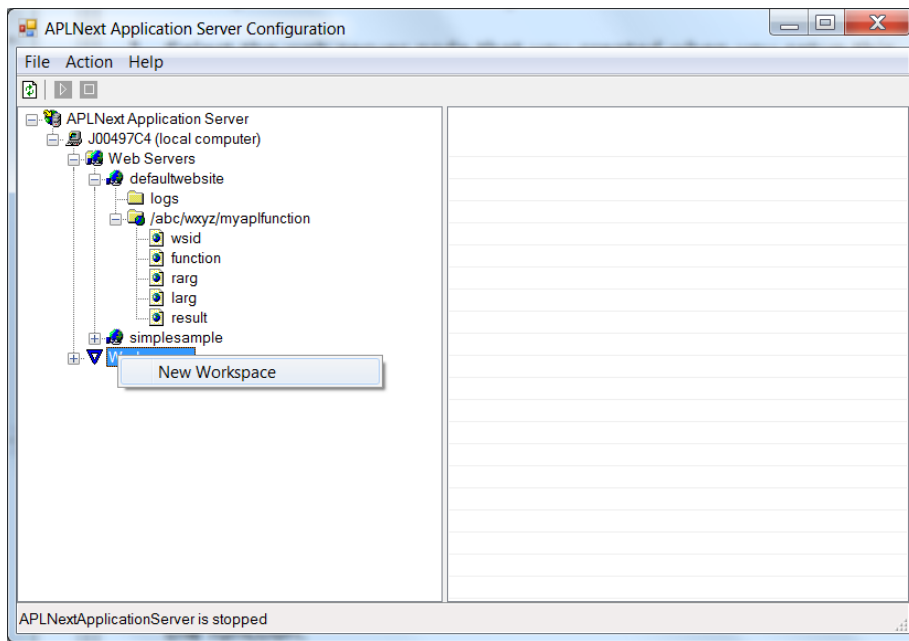 APLNext Application Server Configuration
File Action Help
APLNext Application Server
J00497C4 (local computer)
Web Servers
defaultwebsite
logs
/abc/wxyz/myaplfunction
wsid
function
rarg
larg
result
simplesample
New Workspace
APLNextApplicationServer is stopped